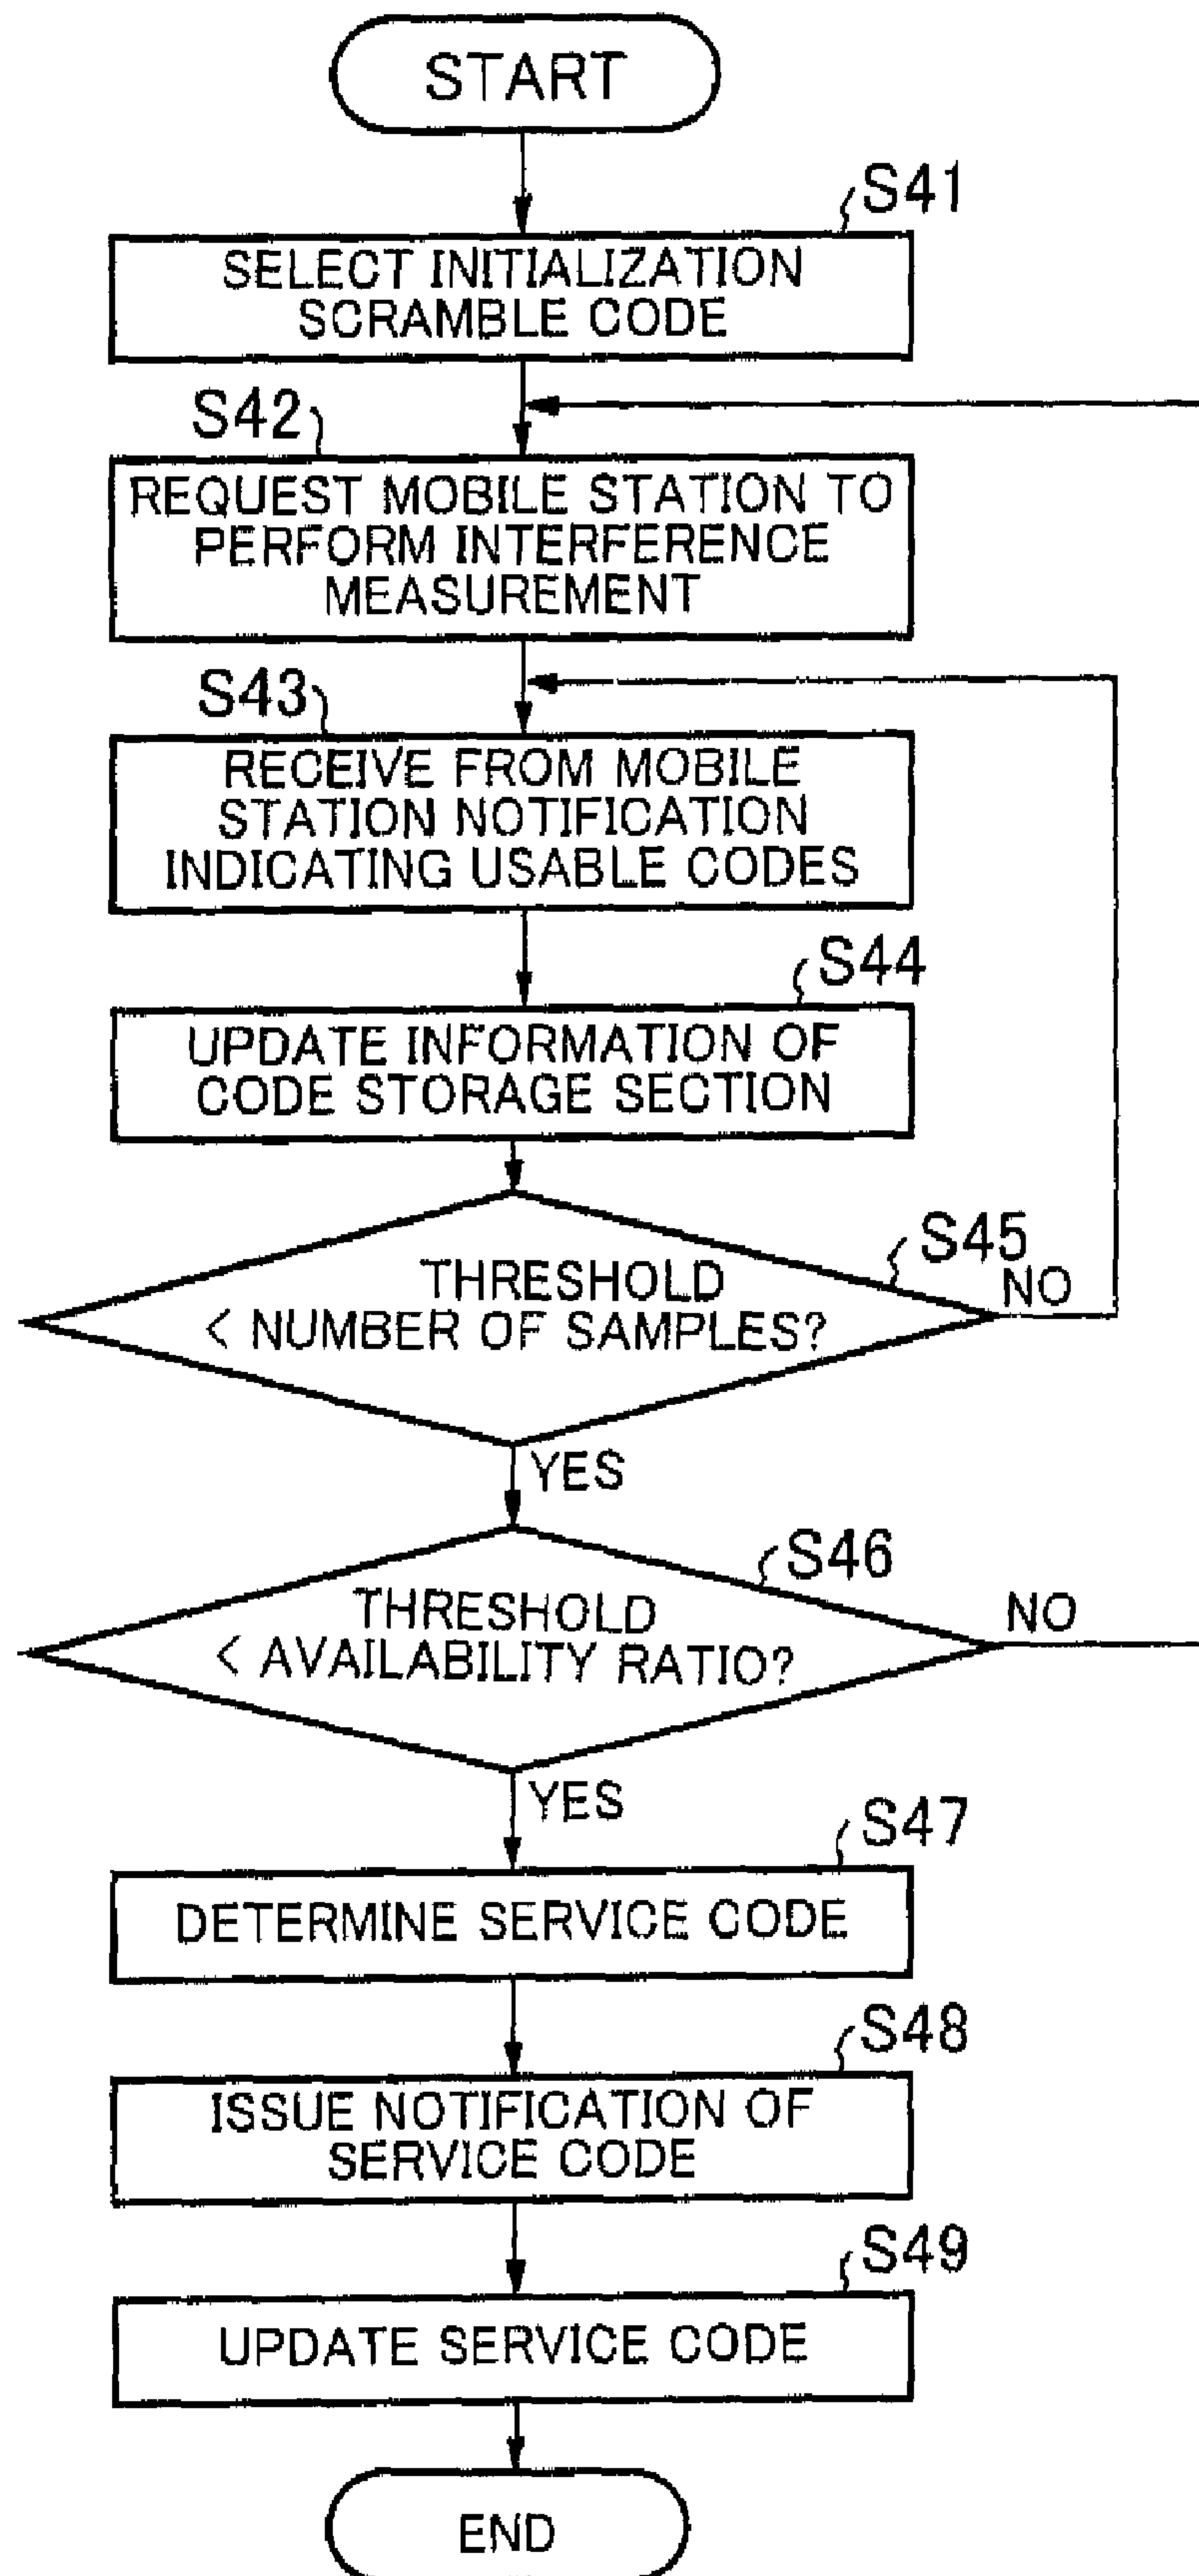 START
S41
SELECT INITIALIZATION
SCRAMBLE CODE
S42
REQUEST MOBILE STATION TO
PERFORM INTERFERENCE
MEASUREMENT
S43
RECEIVE FROM MOBILE
STATION NOTIFICATION
INDICATING USABLE CODES
S44
UPDATE INFORMATION OF
CODE STORAGE SECTION
S45
THRESHOLD
< NUMBER OF SAMPLES?
NO
YES
S46
THRESHOLD
< AVAILABILITY RATIO?
NO
YES
S47
DETERMINE SERVICE CODE
S48
ISSUE NOTIFICATION OF
SERVICE CODE
S49
UPDATE SERVICE CODE
END